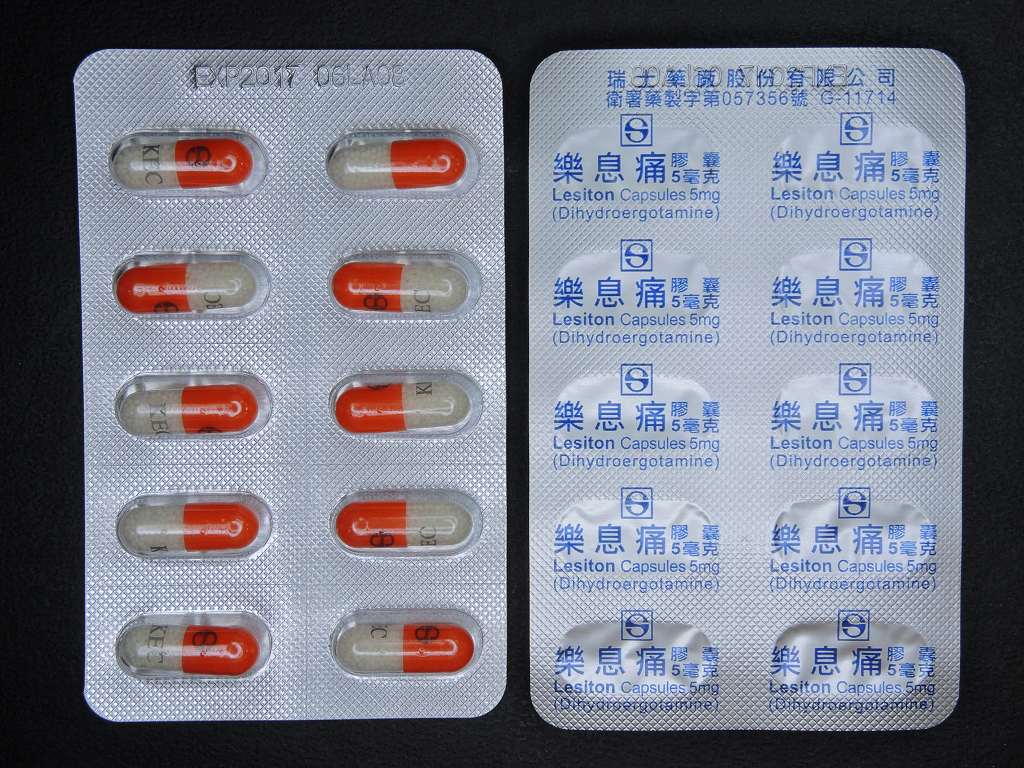 EXP2017 06LA08
KEC
EC
KEC
K
EC
KEC
C
瑞士藥廠股份有限公司
衛署藥製字第057356號 G-11714
樂息痛 膠囊
5毫克
Lesiton Capsules 5mg
(Dihydroergotamine)
樂息痛 膠囊
5毫克
Lesiton Capsules 5mg
(Dihydroergotamine)
樂息痛 膠囊
5毫克
Lesiton Capsules 5mg
(Dihydroergotamine)
樂息痛 膠囊
5毫克
Lesiton Capsules 5mg
(Dihydroergotamine)
樂息痛 膠囊
5毫克
Lesiton Capsules 5mg
(Dihydroergotamine)
樂息痛 膠囊
5毫克
Lesiton Capsules 5mg
(Dihydroergotamine)
樂息痛 膠囊
5毫克
Lesiton Capsules 5mg
(Dihydroergotamine)
樂息痛 膠囊
5毫克
Lesiton Capsules 5mg
(Dihydroergotamine)
樂息痛 膠囊
5毫克
Lesiton Capsules 5mg
(Dihydroergotamine)
樂息痛 膠囊
5毫克
Lesiton Capsules 5mg
(Dihydroergotamine)